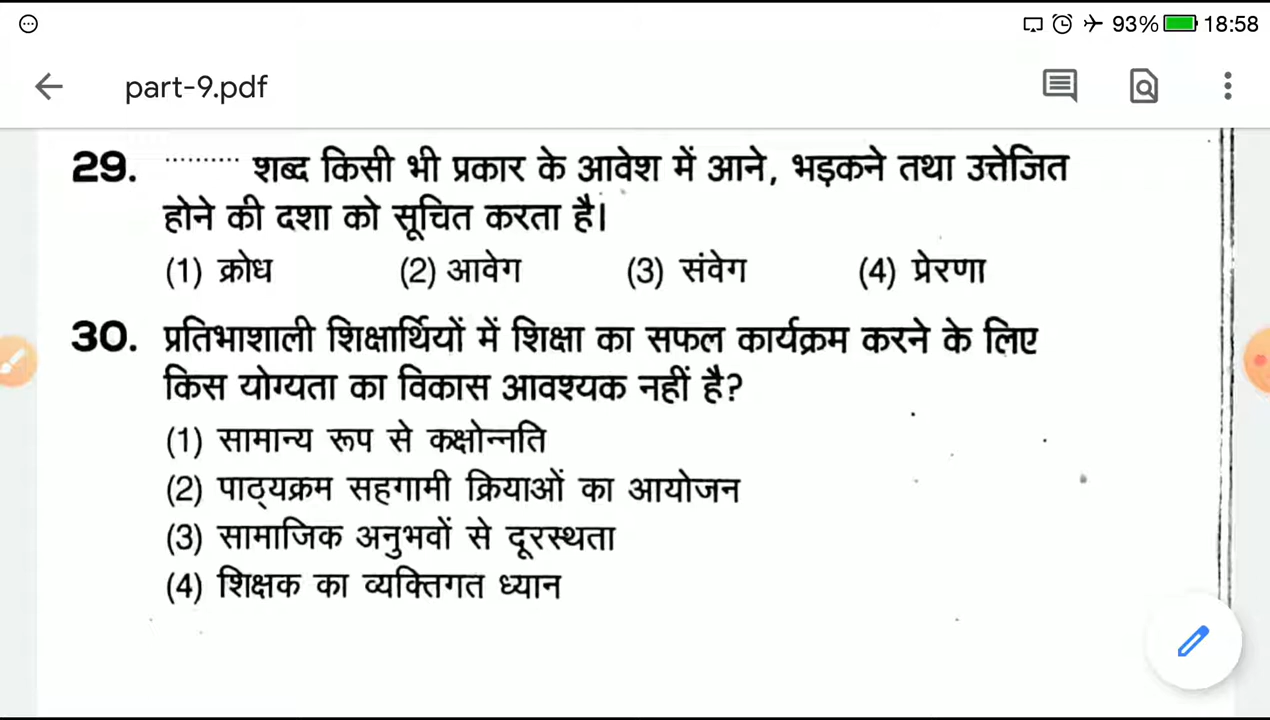 93% 18:58
part-9.pdf
29. .......... शब्द किसी भी प्रकार के आवेश में आने, भड़कने तथा उत्तेजित
होने की दशा को सूचित करता है।
(1) क्रोध (2) आवेग (3) संवेग (4) प्रेरणा
30. प्रतिभाशाली शिक्षार्थियों में शिक्षा का सफल कार्यक्रम करने के लिए
किस योग्यता का विकास आवश्यक नहीं है?
(1) सामान्य रूप से कक्षोन्नति
(2) पाठ्यक्रम सहगामी क्रियाओं का आयोजन
(3) सामाजिक अनुभवों से दूरस्थता
(4) शिक्षक का व्यक्तिगत ध्यान